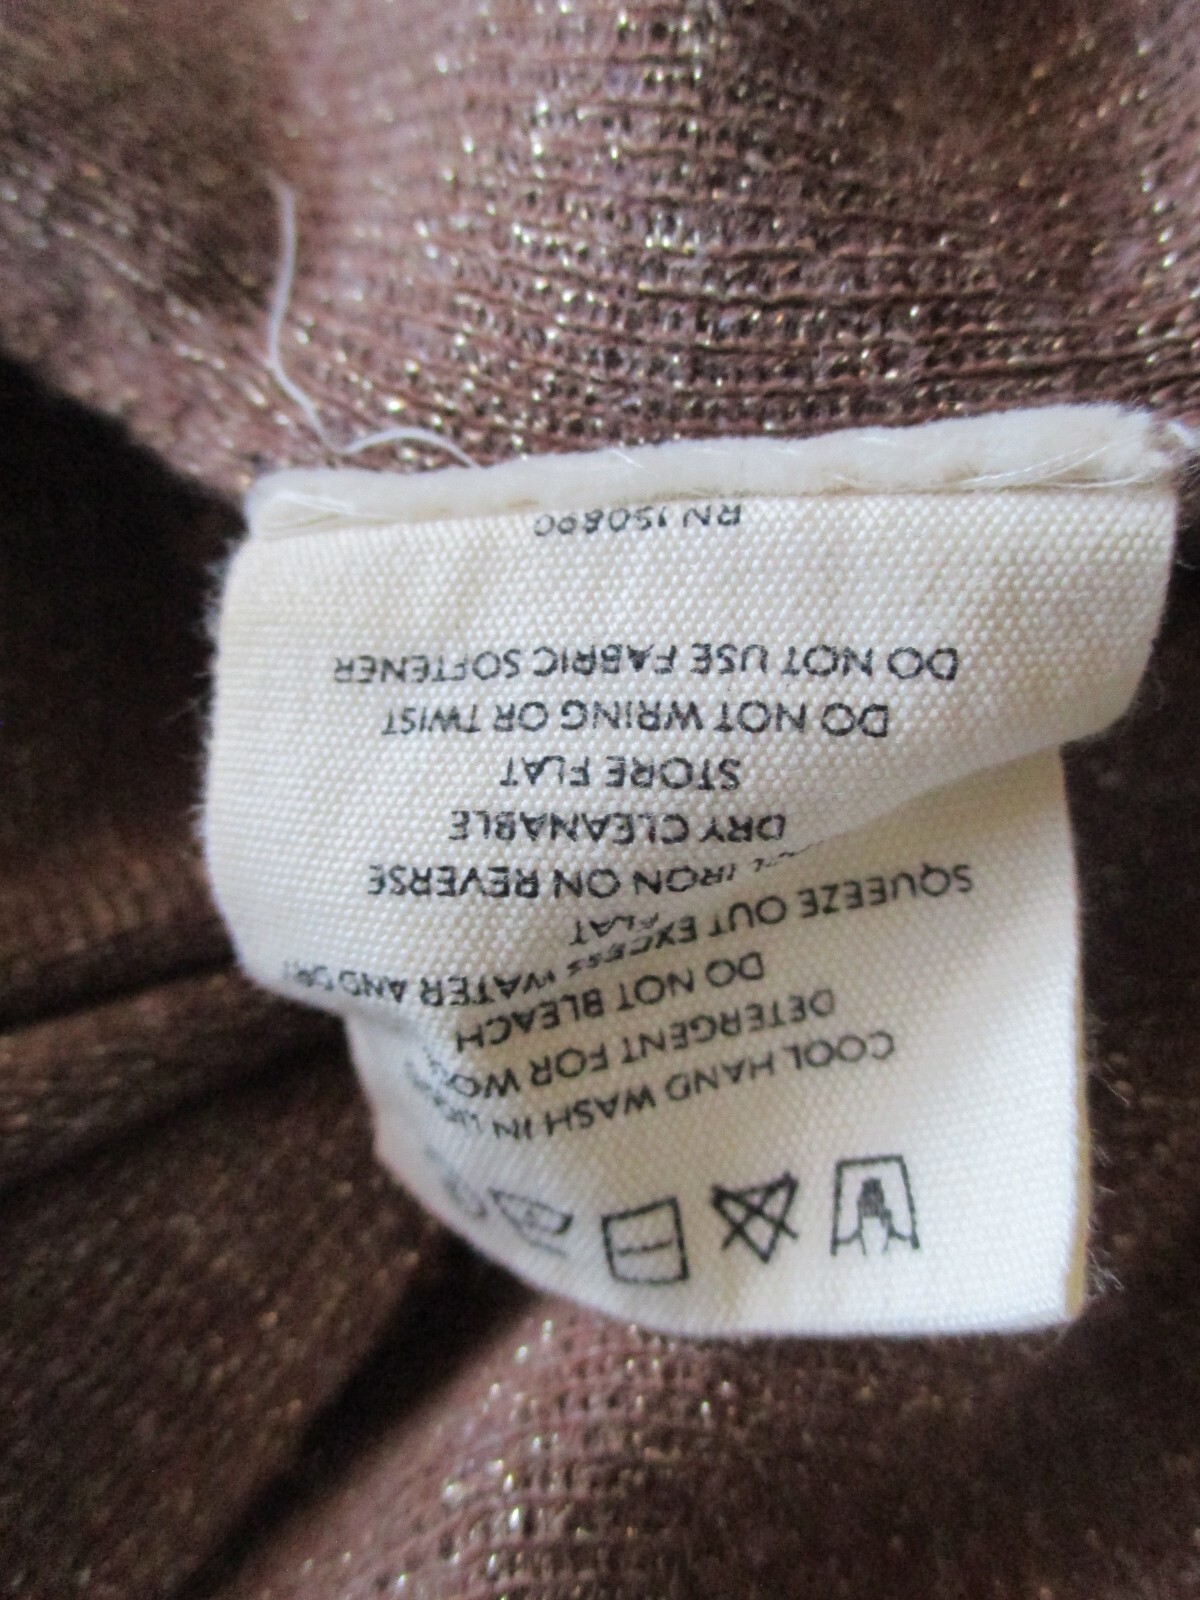 COOL HAND WASH IN
DETERGENT FOR
DO NOT BLEACH
SQUEEZE OUT EXCESS WATER AND DRY
FLAT
IRON ON REVERSE
DRY CLEANABLE
STORE FLAT
DO NOT WRING OR TWIST
DO NOT USE FABRIC SOFTENER
RN 150890